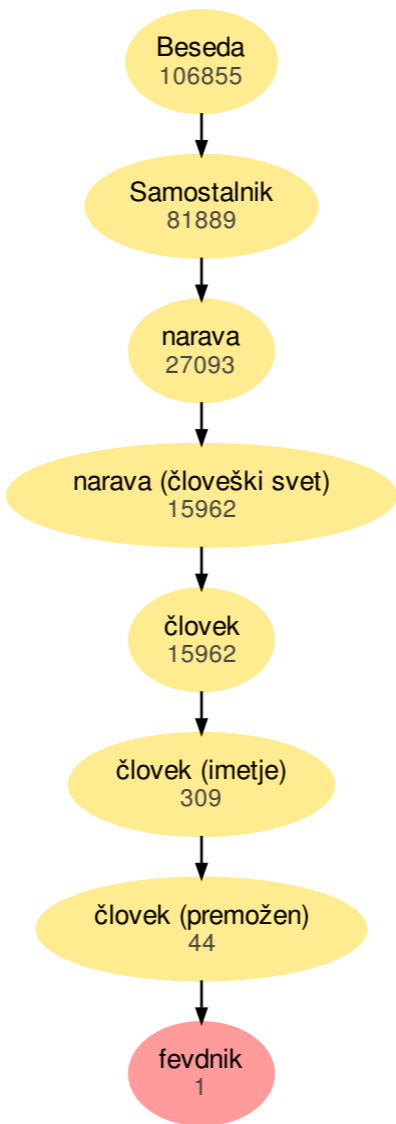 Beseda
106855
Samostalnik
81889
narava
27093
narava (človeški svet)
15962
človek
15962
človek (imetje)
309
človek (premožen)
44
fevdnik
1